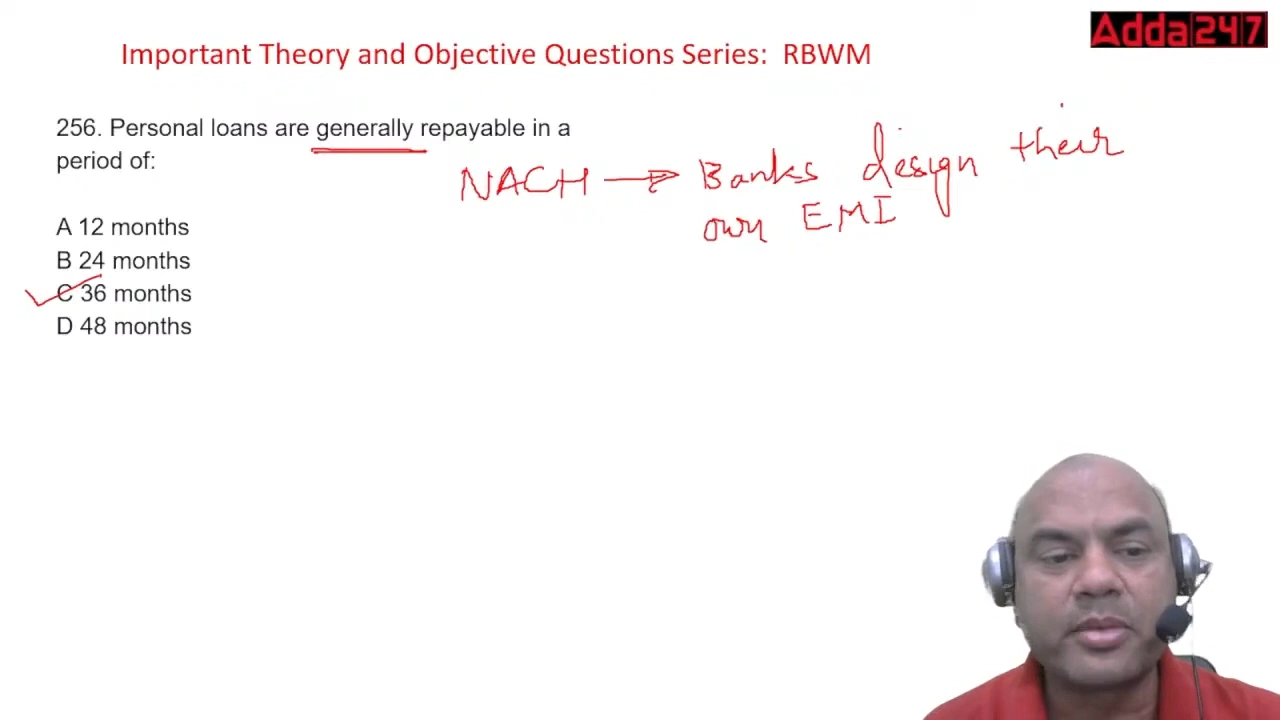 Adda247
Important Theory and Objective Questions Series: RBWM
256. Personal loans are generally repayable in a
period of:
NACH → Banks design their
own EMI
A 12 months
B 24 months
C 36 months
D 48 months